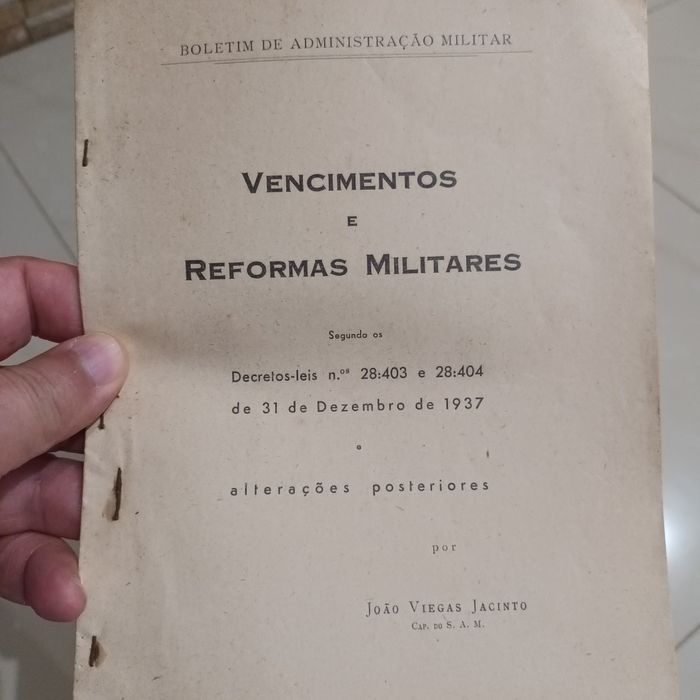 BOLETIM DE ADMINISTRAÇÃO MILITAR
VENCIMENTOS
E
REFORMAS MILITARES
Segundo os
Decretos-leis n.ºˢ 28:403 e 28:404
de 31 de Dezembro de 1937
e
alterações posteriores
por
JOÃO VIEGAS JACINTO
CAP. DO S. A. M.